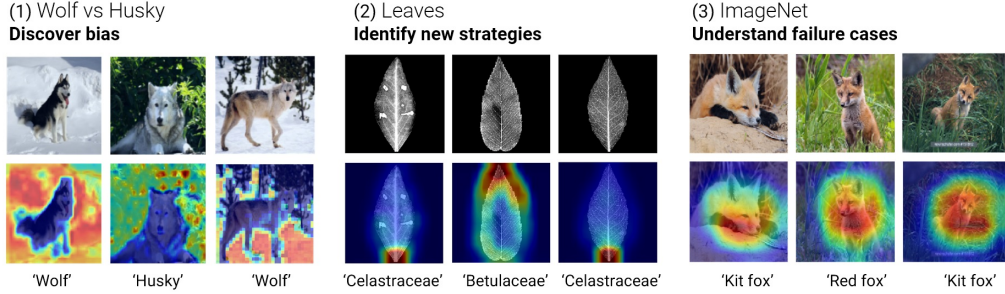 (1) Wolf vs Husky
Discover bias
(2) Leaves
Identify new strategies
(3) ImageNet
Understand failure cases
‘Wolf’
‘Husky’
‘Wolf’
‘Celastraceae’
‘Betulaceae’
‘Celastraceae’
‘Kit fox’
‘Red fox’
‘Kit fox’